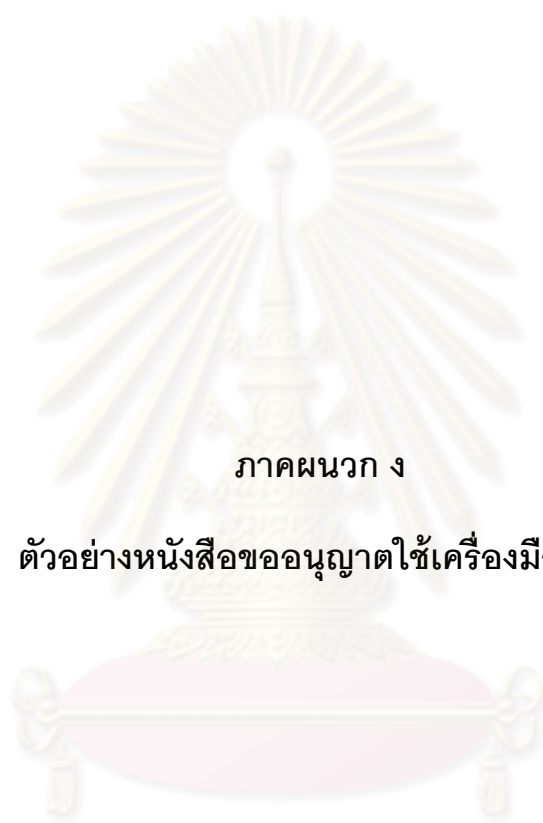 ภาคผนวก ง
ตัวอย่างหนังสือขออนุญาตใช้เครื่องมื